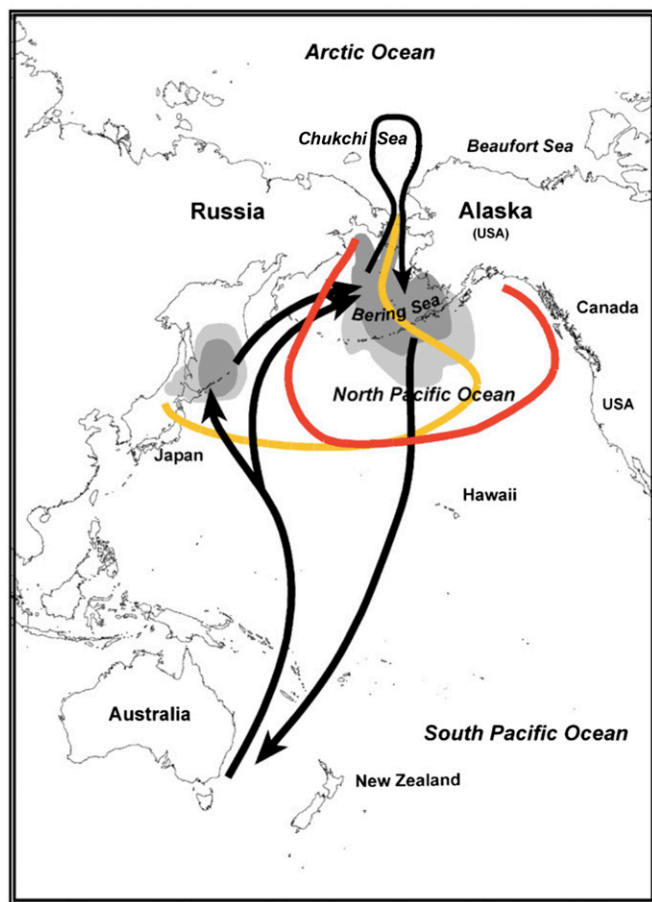 Arctic Ocean
Chukchi Sea
Beaufort Sea
Russia
Alaska
(USA)
Bering Sea
Canada
North Pacific Ocean
USA
Japan
Hawaii
Australia
South Pacific Ocean
New Zealand